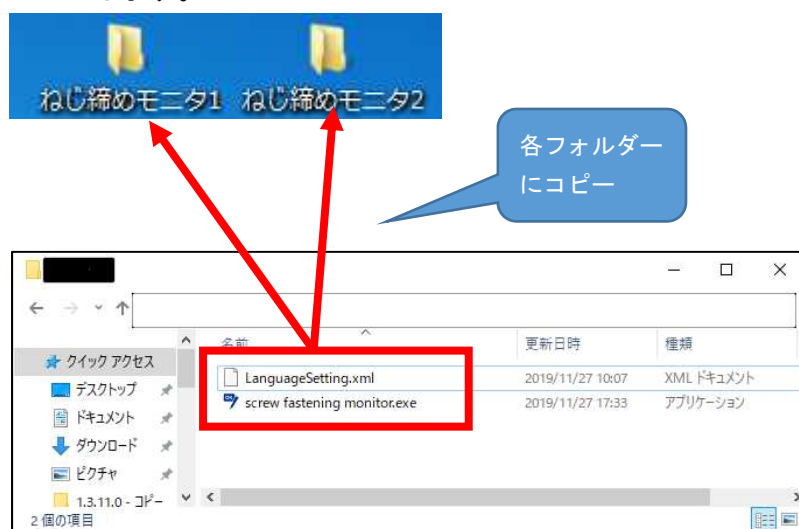 ねじ締めモニタ1 ねじ締めモニタ2
各フォルダー
にコピー
名前 更新日時 種類
クイック アクセス
LanguageSetting.xml 2019/11/27 10:07 XML ドキュメント
デスクトップ
screw fastening monitor.exe 2019/11/27 17:33 アプリケーション
ドキュメント
ダウンロード
ピクチャ
1.3.11.0 - コピー
2 個の項目